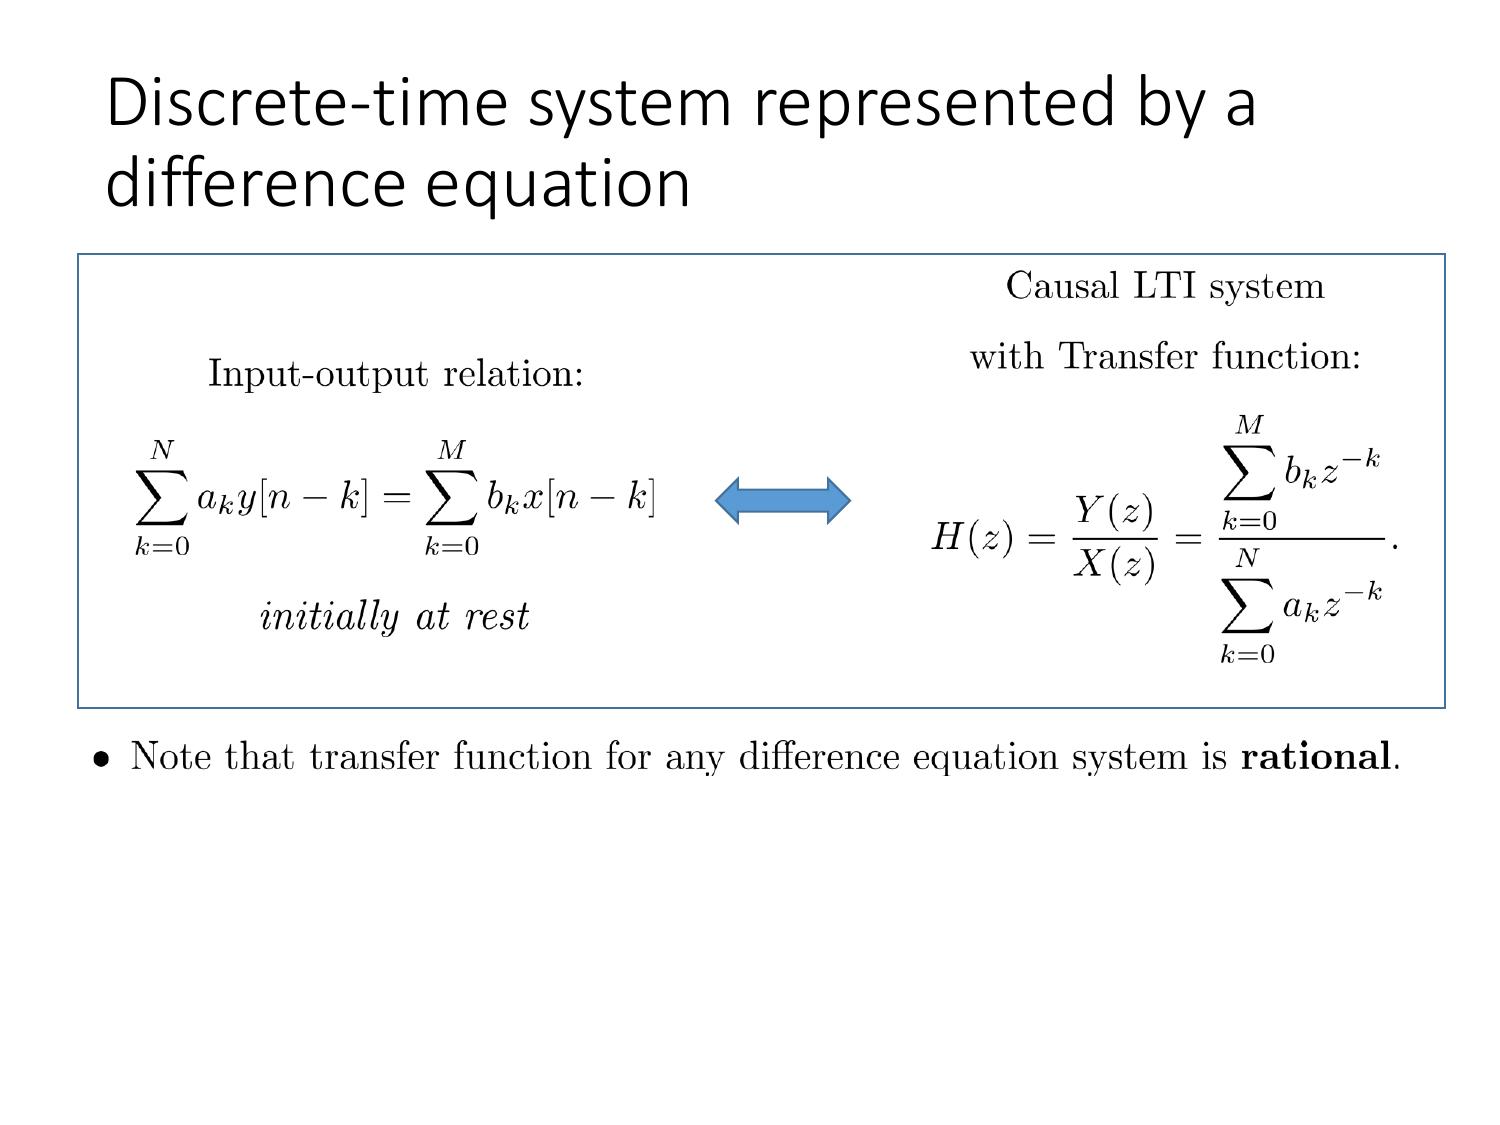 Discrete-time system represented by a
difference equation
Input-output relation:
$\sum_{k=0}^{N} a_k y[n-k] = \sum_{k=0}^{M} b_k x[n-k]$
initially at rest
Causal LTI system
with Transfer function:
$H(z) = \frac{Y(z)}{X(z)} = \frac{\sum_{k=0}^{M} b_k z^{-k}}{\sum_{k=0}^{N} a_k z^{-k}}.$
• Note that transfer function for any difference equation system is rational.